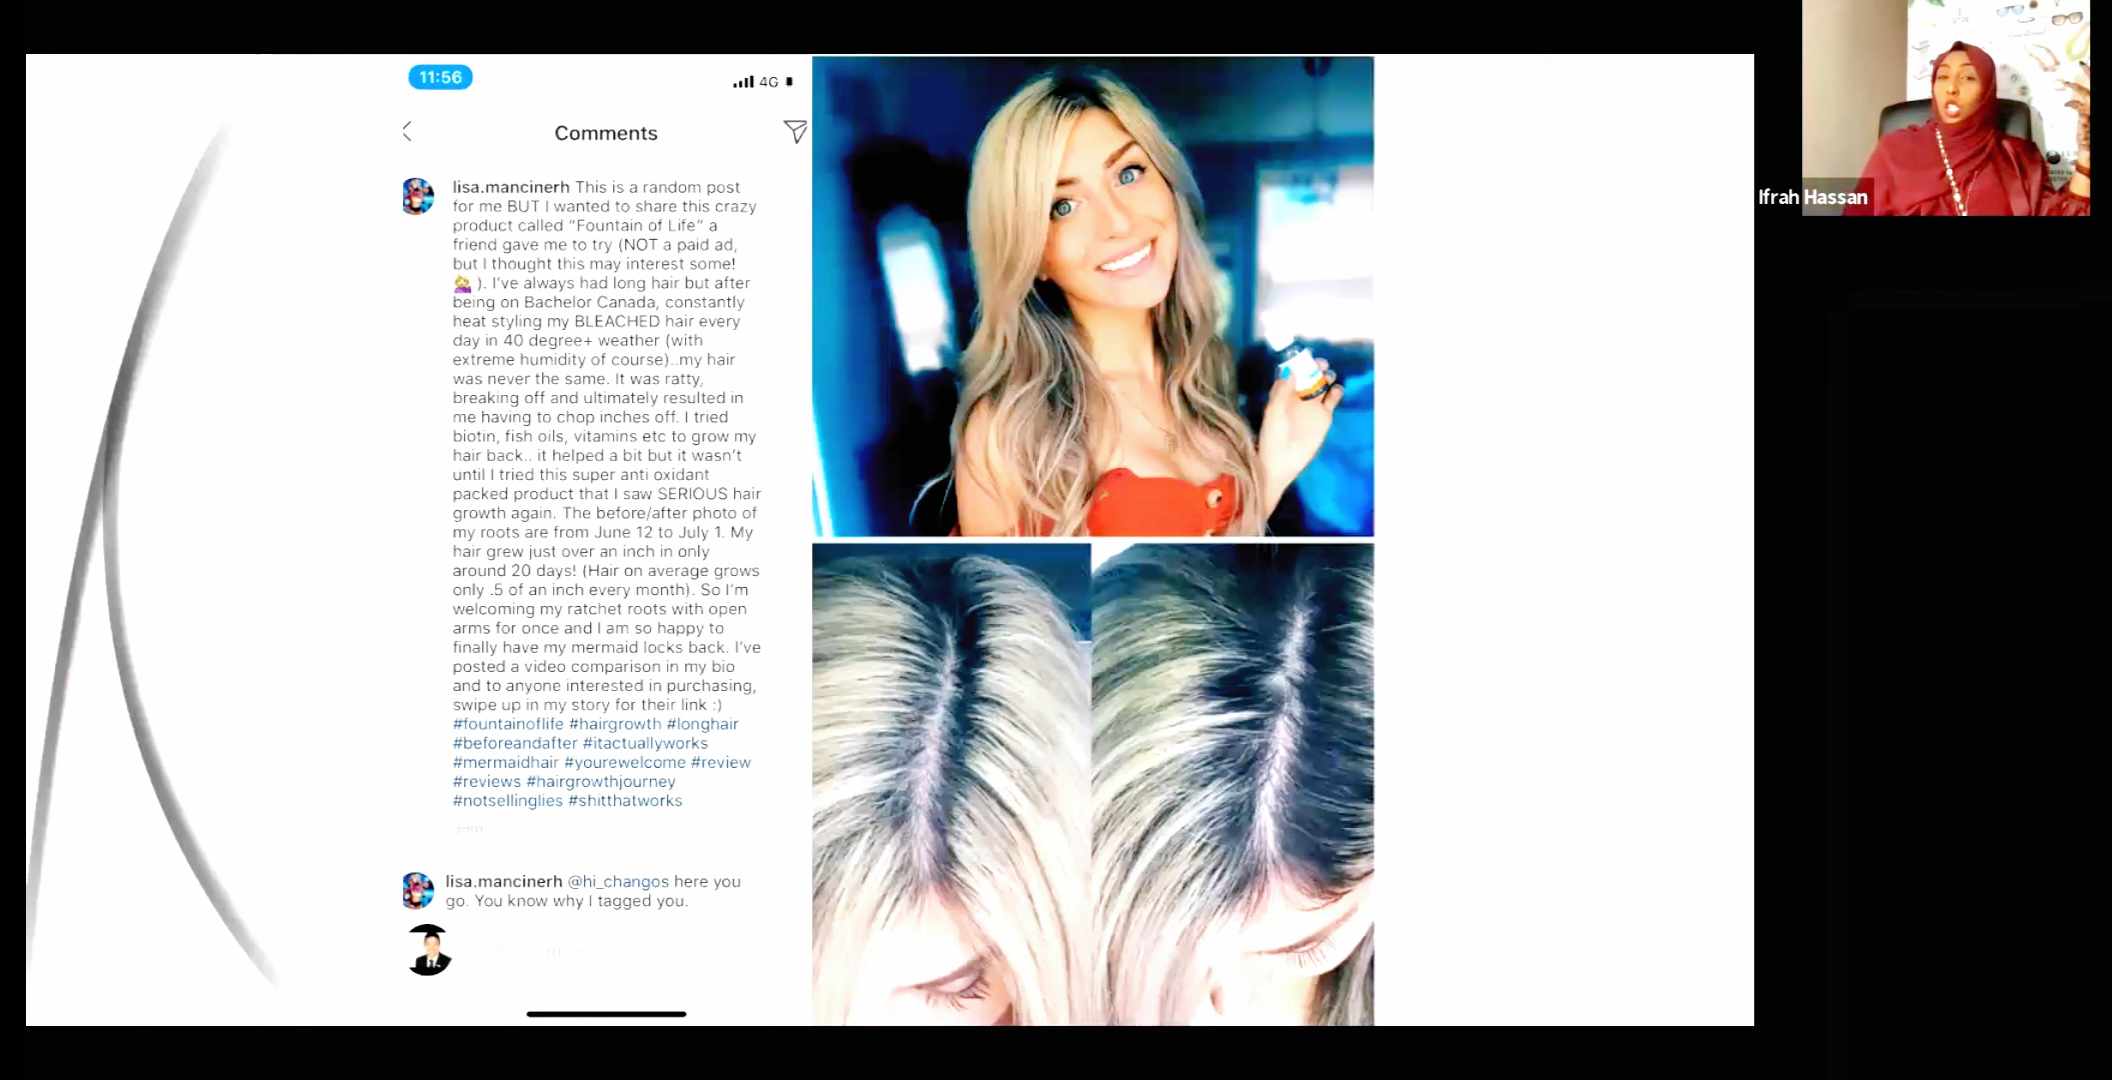 11:56
4G
Comments
lisa.mancinerh This is a random post
for me BUT I wanted to share this crazy
product called "Fountain of Life" a
friend gave me to try (NOT a paid ad,
but I thought this may interest some!
🤷‍♀️ ). I've always had long hair but after
being on Bachelor Canada, constantly
heat styling my BLEACHED hair every
day in 40 degree+ weather (with
extreme humidity of course)..my hair
was never the same. It was ratty,
breaking off and ultimately resulted in
me having to chop inches off. I tried
biotin, fish oils, vitamins etc to grow my
hair back.. it helped a bit but it wasn't
until I tried this super anti oxidant
packed product that I saw SERIOUS hair
growth again. The before/after photo of
my roots are from June 12 to July 1. My
hair grew just over an inch in only
around 20 days! (Hair on average grows
only .5 of an inch every month). So I'm
welcoming my ratchet roots with open
arms for once and I am so happy to
finally have my mermaid locks back. I've
posted a video comparison in my bio
and to anyone interested in purchasing,
swipe up in my story for their link :)
#fountainoflife #hairgrowth #longhair
#beforeandafter #itactuallyworks
#mermaidhair #yourewelcome #review
#reviews #hairgrowthjourney
#notsellinglies #shitthatworks
39m
lisa.mancinerh @hi_changos here you
go. You know why I tagged you.
Ifrah Hassan